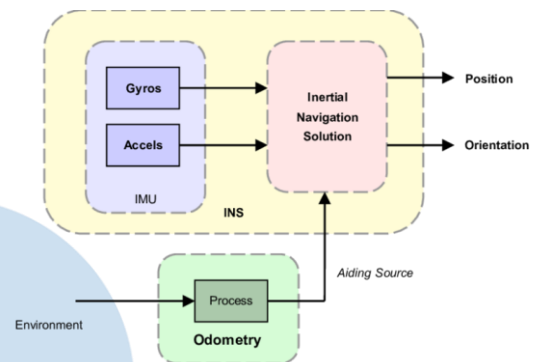 Gyros
Accels
IMU
Inertial
Navigation
Solution
INS
Position
Orientation
Aiding Source
Environment
Process
Odometry